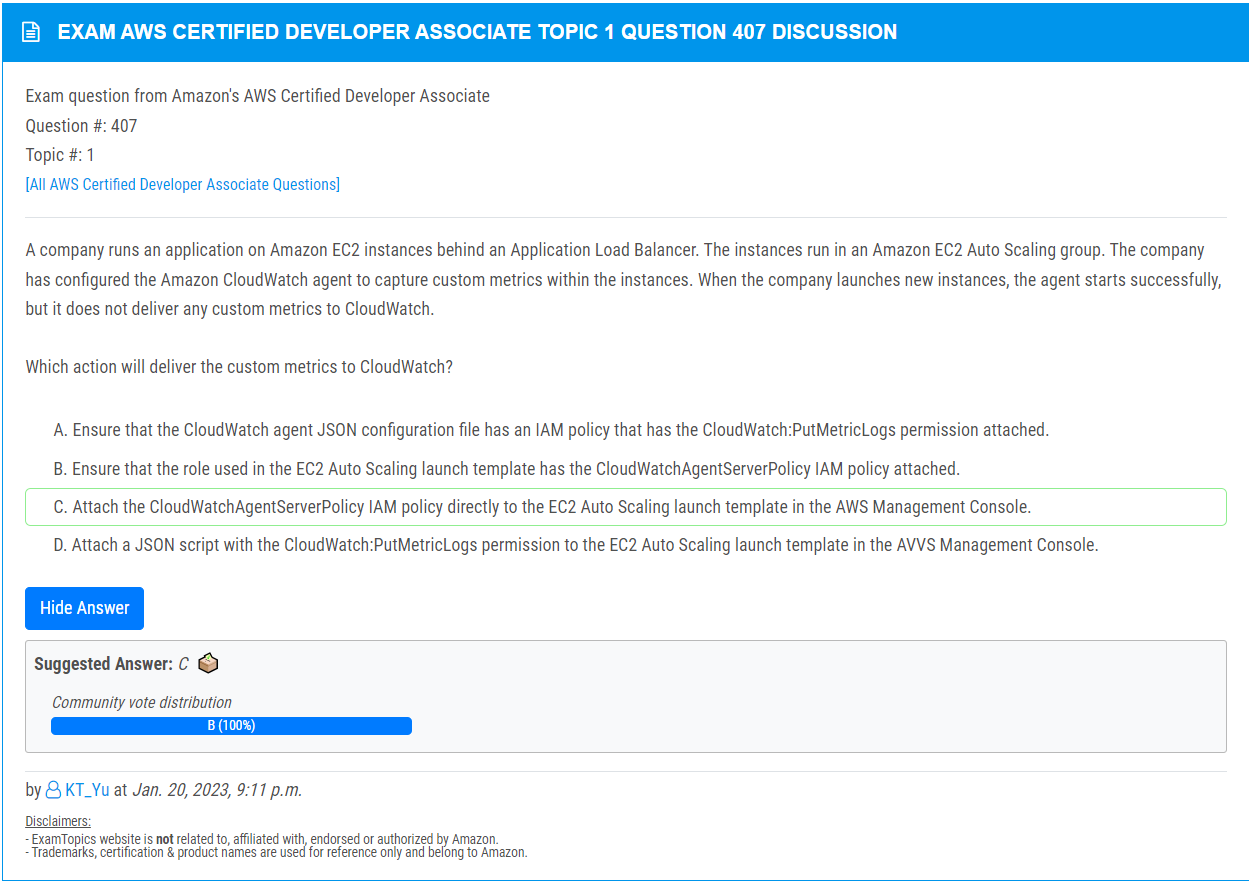 EXAM AWS CERTIFIED DEVELOPER ASSOCIATE TOPIC 1 QUESTION 407 DISCUSSION
Exam question from Amazon's AWS Certified Developer Associate
Question #: 407
Topic #: 1
[All AWS Certified Developer Associate Questions]
A company runs an application on Amazon EC2 instances behind an Application Load Balancer. The instances run in an Amazon EC2 Auto Scaling group. The company
has configured the Amazon CloudWatch agent to capture custom metrics within the instances. When the company launches new instances, the agent starts successfully,
but it does not deliver any custom metrics to CloudWatch.
Which action will deliver the custom metrics to CloudWatch?
A. Ensure that the CloudWatch agent JSON configuration file has an IAM policy that has the CloudWatch:PutMetricLogs permission attached.
B. Ensure that the role used in the EC2 Auto Scaling launch template has the CloudWatchAgentServerPolicy IAM policy attached.
C. Attach the CloudWatchAgentServerPolicy IAM policy directly to the EC2 Auto Scaling launch template in the AWS Management Console.
D. Attach a JSON script with the CloudWatch:PutMetricLogs permission to the EC2 Auto Scaling launch template in the AVVS Management Console.
Hide Answer
Suggested Answer: C
Community vote distribution
B (100%)
by KT_Yu at Jan. 20, 2023, 9:11 p.m.
Disclaimers:
- ExamTopics website is not related to, affiliated with, endorsed or authorized by Amazon.
- Trademarks, certification & product names are used for reference only and belong to Amazon.